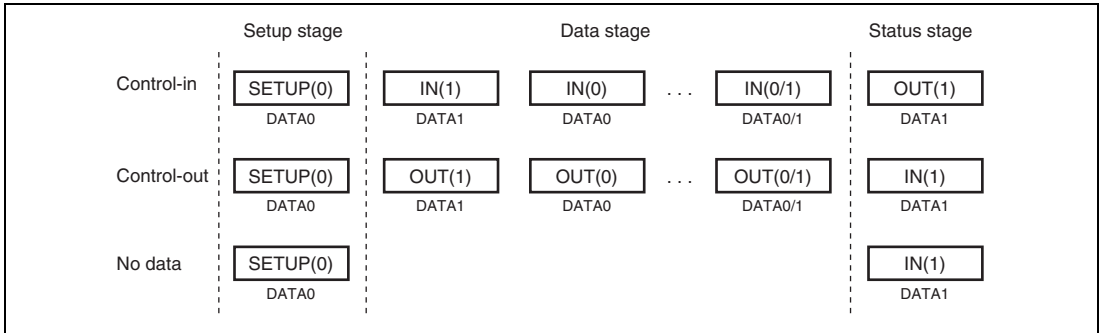 Setup stage Data stage Status stage
Control-in SETUP(0) IN(1) IN(0) . . . IN(0/1) OUT(1)
DATA0 DATA1 DATA0 DATA0/1 DATA1
Control-out SETUP(0) OUT(1) OUT(0) . . . OUT(0/1) IN(1)
DATA0 DATA1 DATA0 DATA0/1 DATA1
No data SETUP(0) IN(1)
DATA0 DATA1